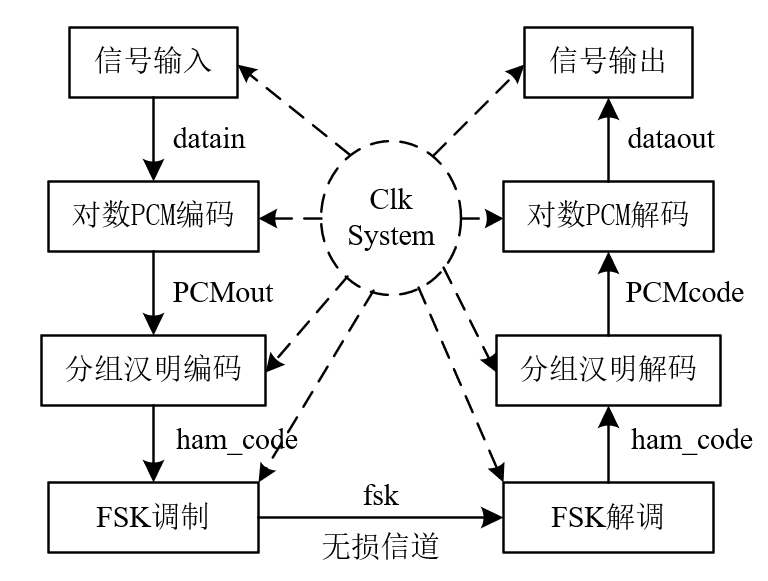 信号输入
信号输出
datain
dataout
Clk
System
对数PCM编码
对数PCM解码
PCMout
PCMcode
分组汉明编码
分组汉明解码
ham_code
ham_code
fsk
FSK调制
FSK解调
无损信道